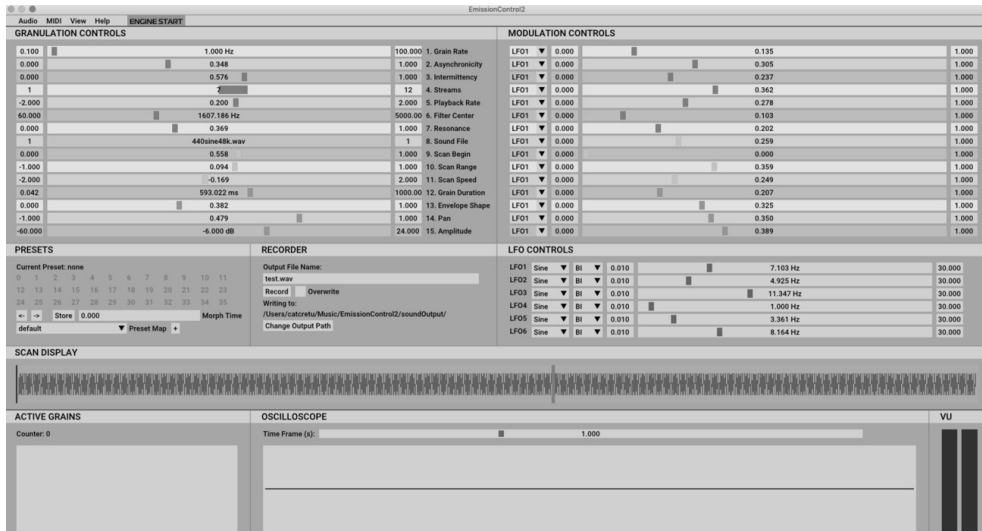 EmissionControl2
Audio MIDI View Help ENGINE START
GRANULATION CONTROLS
0.100 1.000 Hz 100.000 1. Grain Rate
0.000 0.348 1.000 2. Asynchronicity
0.000 0.576 1.000 3. Intermittency
1 7 12 4. Streams
-2.000 0.200 2.000 5. Playback Rate
60.000 1607.186 Hz 5000.00 6. Filter Center
0.000 0.369 1.000 7. Resonance
1 440sine48k.wav 1 8. Sound File
0.000 0.558 1.000 9. Scan Begin
-1.000 0.094 1.000 10. Scan Range
-2.000 -0.169 2.000 11. Scan Speed
0.042 593.022 ms 1000.00 12. Grain Duration
0.000 0.382 1.000 13. Envelope Shape
-1.000 0.479 1.000 14. Pan
-60.000 -6.000 dB 24.000 15. Amplitude
MODULATION CONTROLS
LFO1 0.000 0.135 1.000
LFO1 0.000 0.305 1.000
LFO1 0.000 0.237 1.000
LFO1 0.000 0.362 1.000
LFO1 0.000 0.278 1.000
LFO1 0.000 0.103 1.000
LFO1 0.000 0.202 1.000
LFO1 0.000 0.259 1.000
LFO1 0.000 0.000 1.000
LFO1 0.000 0.359 1.000
LFO1 0.000 0.249 1.000
LFO1 0.000 0.207 1.000
LFO1 0.000 0.325 1.000
LFO1 0.000 0.350 1.000
LFO1 0.000 0.389 1.000
PRESETS
Current Preset: none
0 1 2 3 4 5 6 7 8 9 10 11
12 13 14 15 16 17 18 19 20 21 22 23
24 25 26 27 28 29 30 31 32 33 34 35
<- -> Store 0.000 Morph Time
default Preset Map +
RECORDER
Output File Name:
test.wav
Record Overwrite
Writing to:
/Users/catcretu/Music/EmissionControl2/soundOutput/
Change Output Path
LFO CONTROLS
LFO1 Sine BI 0.010 7.103 Hz 30.000
LFO2 Sine BI 0.010 4.925 Hz 30.000
LFO3 Sine BI 0.010 11.347 Hz 30.000
LFO4 Sine BI 0.010 1.000 Hz 30.000
LFO5 Sine BI 0.010 3.361 Hz 30.000
LFO6 Sine BI 0.010 8.164 Hz 30.000
SCAN DISPLAY
ACTIVE GRAINS
Counter: 0
OSCILLOSCOPE
Time Frame (s): 1.000
VU